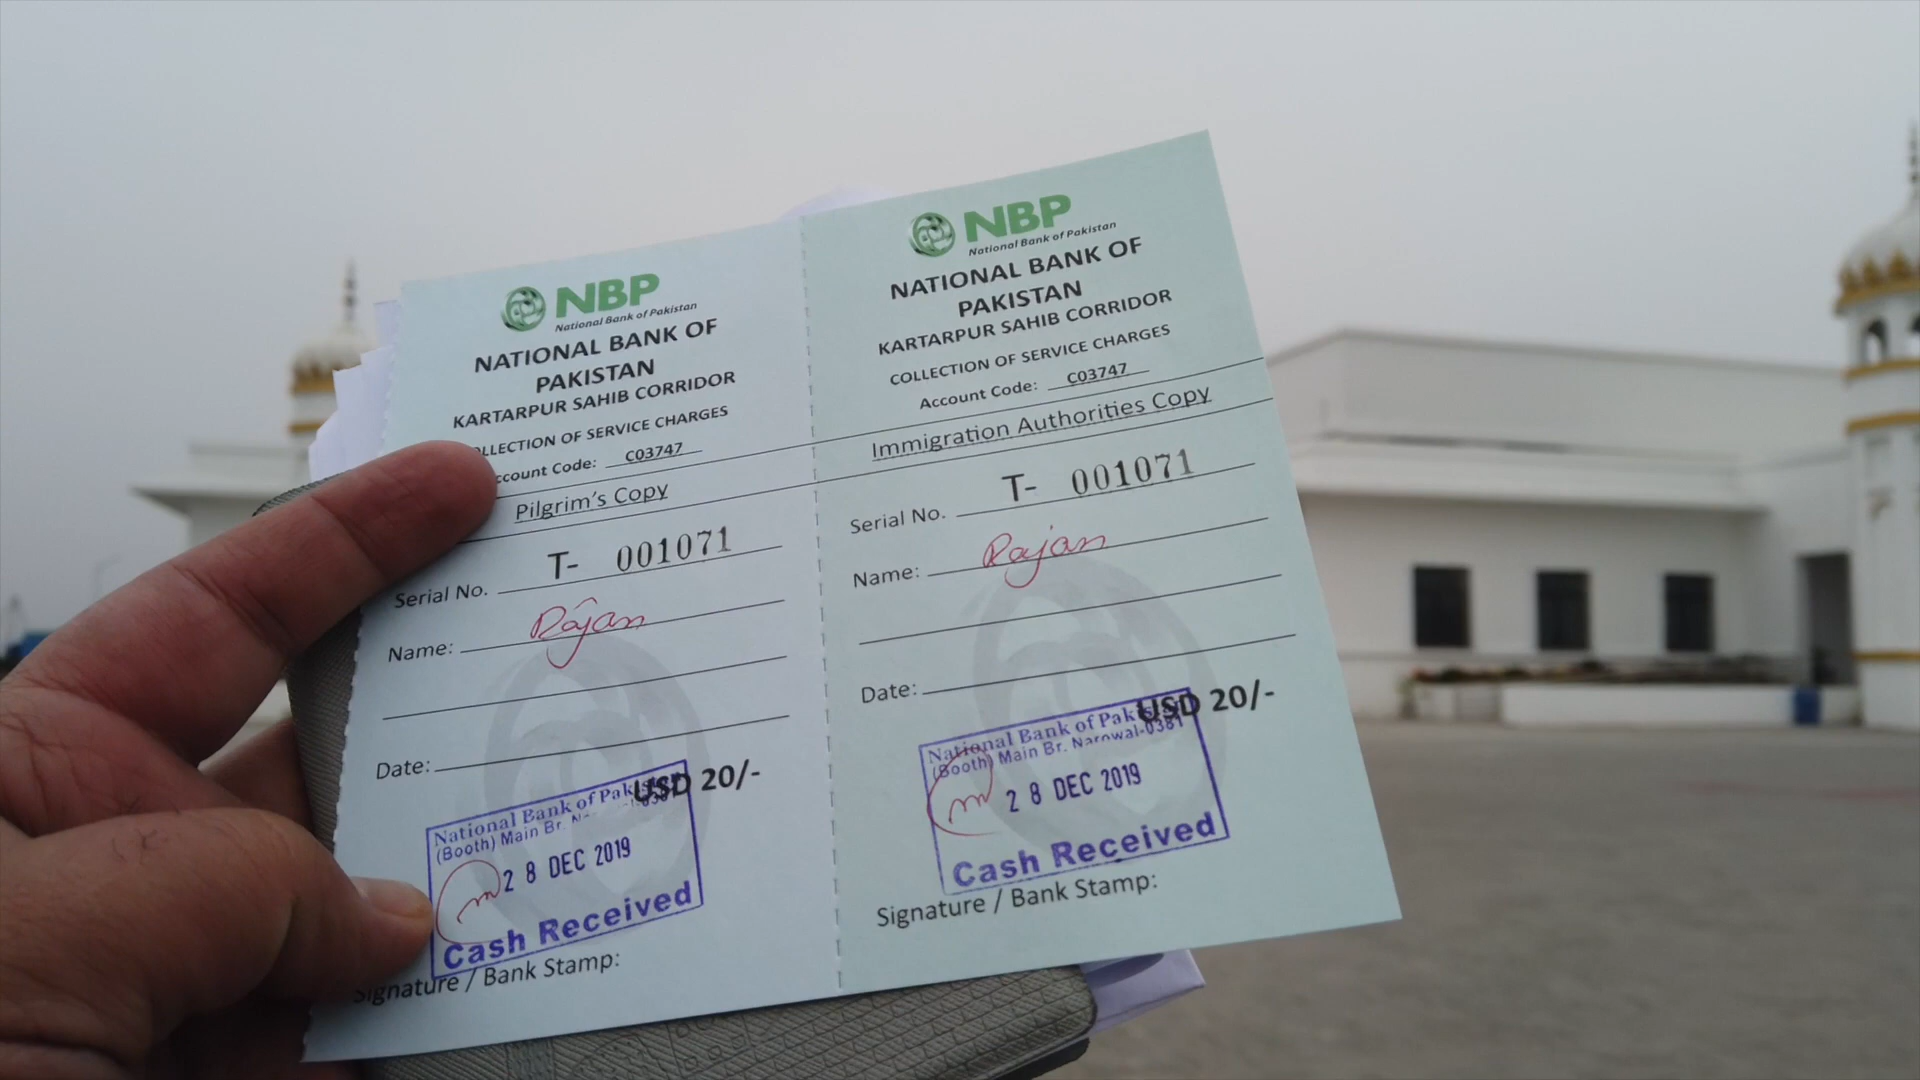 NBP
National Bank of Pakistan
NATIONAL BANK OF
PAKISTAN
KARTARPUR SAHIB CORRIDOR
OLLECTION OF SERVICE CHARGES
ccount Code: C03747
Pilgrim's Copy
Serial No. T- 001071
Name: Rajan
Date:
USD 20/-
National Bank of Pak
(Booth) Main Br.
28 DEC 2019
Cash Received
Signature / Bank Stamp:
NBP
National Bank of Pakistan
NATIONAL BANK OF
PAKISTAN
KARTARPUR SAHIB CORRIDOR
COLLECTION OF SERVICE CHARGES
Account Code: C03747
Immigration Authorities Copy
Serial No. T- 001071
Name: Rajan
Date:
USD 20/-
National Bank of Pak
(Booth) Main Br. Narowal-0381
28 DEC 2019
Cash Received
Signature / Bank Stamp: